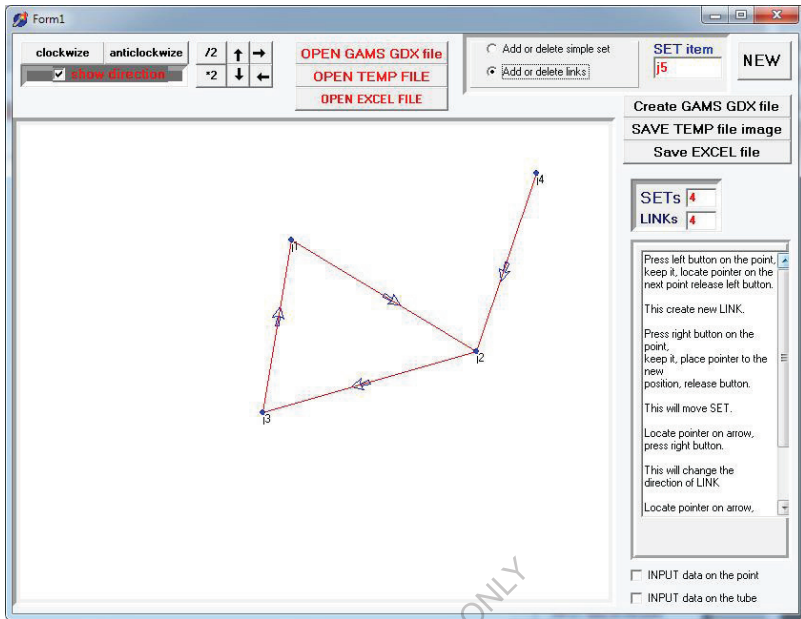 Form1
clockwize anticlockwize /2
show direction *2
OPEN GAMS GDX file
OPEN TEMP FILE
OPEN EXCEL FILE
Add or delete simple set
Add or delete links
SET item
j5
NEW
Create GAMS GDX file
SAVE TEMP file image
Save EXCEL file
SETs 4
LINKs 4
j4
j1
j2
j3
Press left button on the point,
keep it, locate pointer on the
next point release left button.
This create new LINK.
Press right button on the
point,
keep it, place pointer to the
new
position, release button.
This will move SET.
Locate pointer on arrow,
press right button.
This will change the
direction of LINK
Locate pointer on arrow,
INPUT data on the point
INPUT data on the tube
ONLY